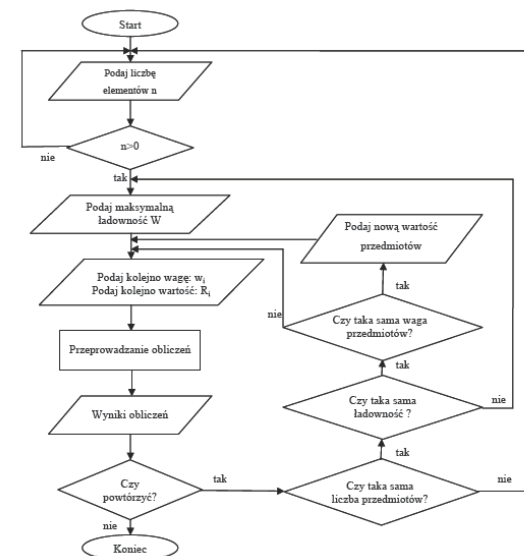 Start
Podaj liczbę
elementów n
n>0
nie
tak
Podaj maksymalną
ładowność W
Podaj nową wartość
przedmiotów
Podaj kolejno wagę: wᵢ
Podaj kolejno wartość: Rᵢ
tak
nie
Czy taka sama waga
przedmiotów?
Przeprowadzanie obliczeń
tak
Czy taka sama
ładowność ?
nie
Wyniki obliczeń
tak
Czy
powtórzyć?
tak
Czy taka sama
liczba przedmiotów?
nie
nie
Koniec